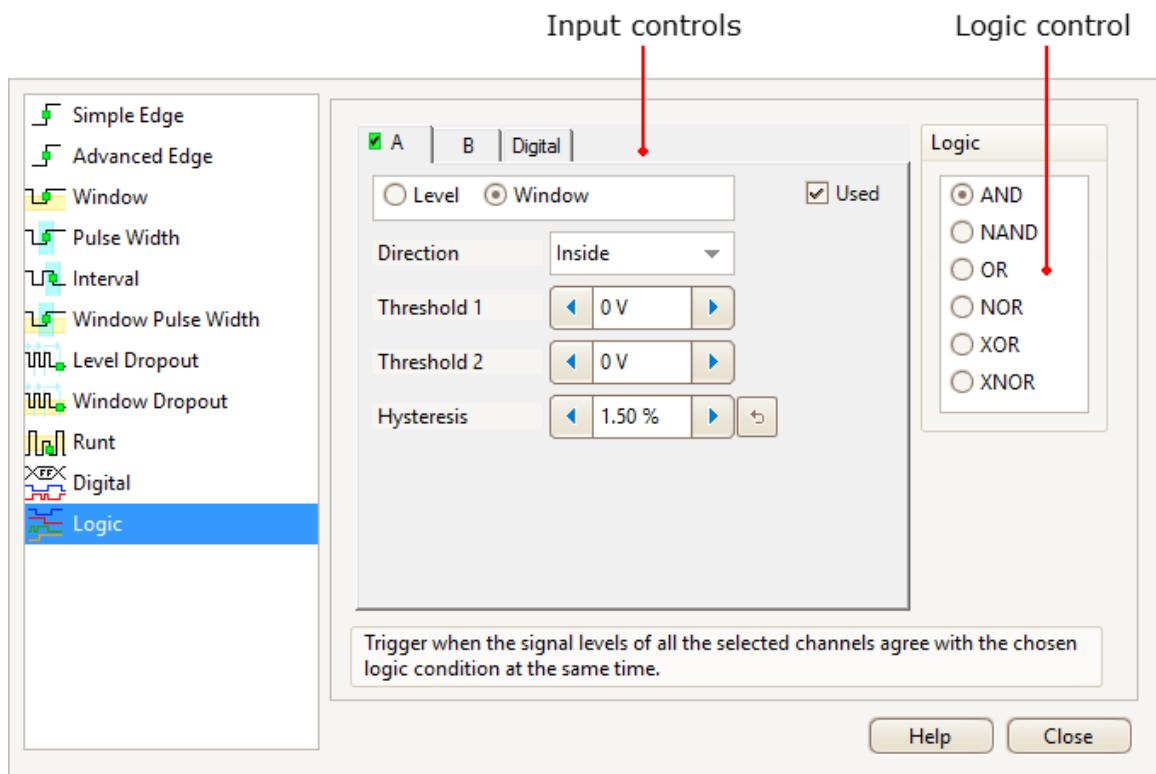 Input controls
Logic control
Simple Edge
Advanced Edge
Window
Pulse Width
Interval
Window Pulse Width
Level Dropout
Window Dropout
Runt
Digital
Logic
A B Digital
Level Window Used
Direction Inside
Threshold 1 0 V
Threshold 2 0 V
Hysteresis 1.50 %
Logic
AND
NAND
OR
NOR
XOR
XNOR
Trigger when the signal levels of all the selected channels agree with the chosen
logic condition at the same time.
Help Close